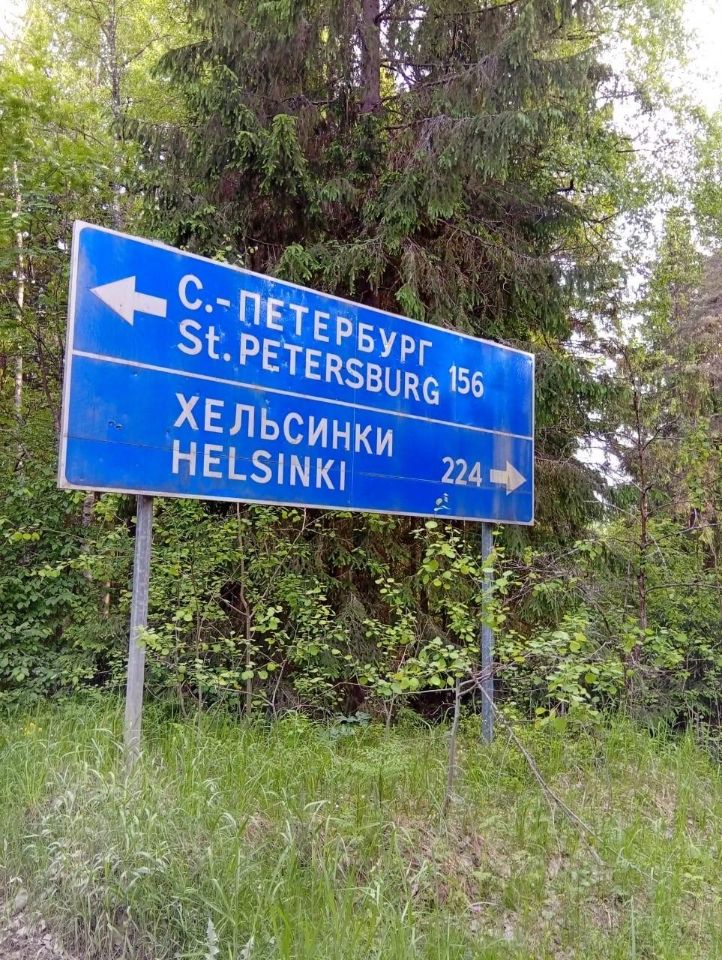 С.-ПЕТЕРБУРГ
St. PETERSBURG 156
ХЕЛЬСИНКИ
HELSINKI 224